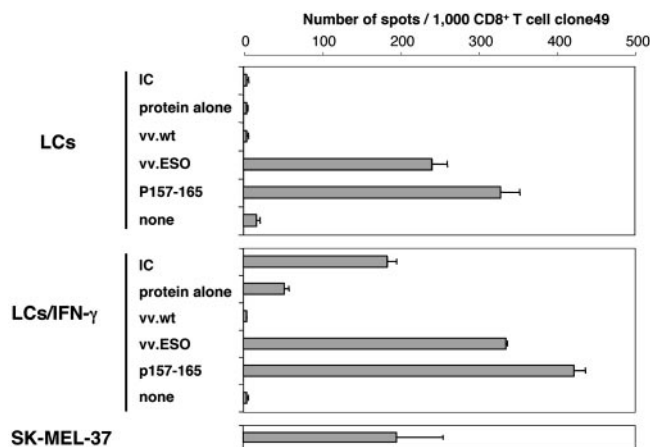 Number of spots / 1,000 CD8+ T cell clone49
0 100 200 300 400 500
LCs
IC
protein alone
vv.wt
vv.ESO
P157-165
none
LCs/IFN-γ
IC
protein alone
vv.wt
vv.ESO
p157-165
none
SK-MEL-37